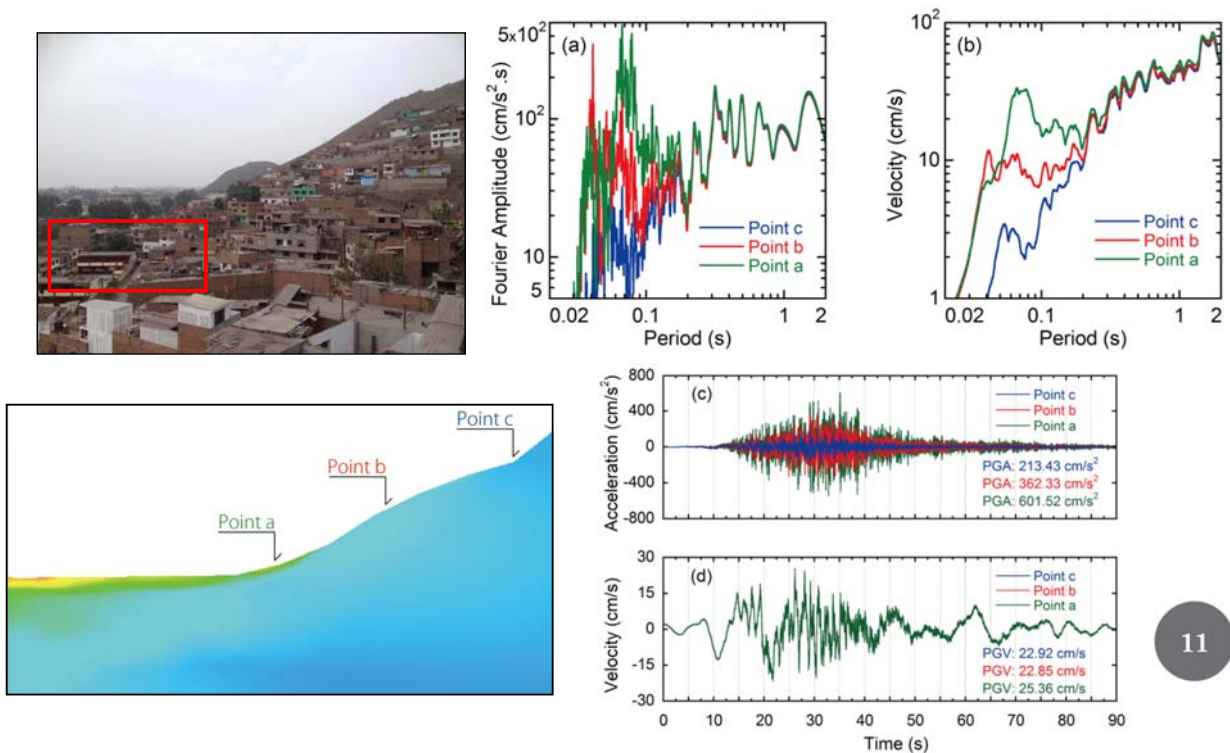 (a)
Fourier Amplitude (cm/s².s)
5×10²
10²
10
5
0.02
0.1
1
2
Period (s)
Point c
Point b
Point a
(b)
Velocity (cm/s)
10²
10
1
0.02
0.1
1
2
Period (s)
Point c
Point b
Point a
Point c
Point b
Point a
(c)
Acceleration (cm/s²)
800
400
0
-400
-800
Point c
Point b
Point a
PGA: 213.43 cm/s²
PGA: 362.33 cm/s²
PGA: 601.52 cm/s²
(d)
Velocity (cm/s)
30
15
0
-15
-30
Point c
Point b
Point a
PGV: 22.92 cm/s
PGV: 22.85 cm/s
PGV: 25.36 cm/s
0 10 20 30 40 50 60 70 80 90
Time (s)
11